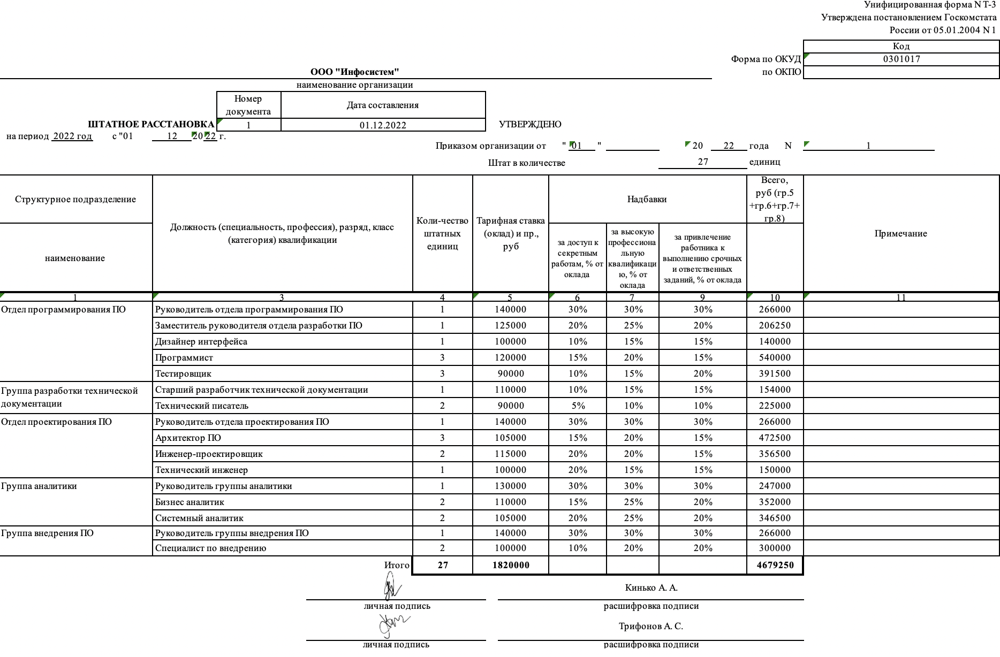 Унифицированная форма N Т-3
Утверждена постановлением Госкомстата
России от 05.01.2004 N 1
Код
Форма по ОКУД 0301017
по ОКПО
ООО "Инфосистем"
наименование организации
Номер документа Дата составления
ШТАТНОЕ РАССТАНОВКА 1 01.12.2022 УТВЕРЖДЕНО
на период 2022 год с "01 12 20 22 г.
Приказом организации от " 01 " 20 22 года N 1
Штат в количестве 27 единиц
Структурное подразделение
наименование
Должность (специальность, профессия), разряд, класс
(категория) квалификации
Коли-чество
штатных
единиц
Тарифная ставка
(оклад) и пр.,
руб
Надбавки
за доступ к
секретным
работам, % от
оклада
за высокую
профессиона
льную
квалификаци
ю, % от
оклада
за привлечение
работника к
выполнению срочных
и ответственных
заданий, % от оклада
Всего,
руб (гр.5
+гр.6+гр.7+
гр.8)
Примечание
1 3 4 5 6 7 9 10 11
Отдел программирования ПО Руководитель отдела программирования ПО 1 140000 30% 30% 30% 266000
Заместитель руководителя отдела разработки ПО 1 125000 20% 25% 20% 206250
Дизайнер интерфейса 1 100000 10% 15% 15% 140000
Программист 3 120000 15% 20% 15% 540000
Тестировщик 3 90000 10% 15% 20% 391500
Группа разработки технической
документации
Старший разработчик технической документации 1 110000 10% 15% 15% 154000
Технический писатель 2 90000 5% 10% 10% 225000
Отдел проектирования ПО Руководитель отдела проектирования ПО 1 140000 30% 30% 30% 266000
Архитектор ПО 3 105000 15% 20% 15% 472500
Инженер-проектировщик 2 115000 20% 20% 15% 356500
Технический инженер 1 100000 20% 15% 15% 150000
Группа аналитики Руководитель группы аналитики 1 130000 30% 30% 30% 247000
Бизнес аналитик 2 110000 15% 25% 20% 352000
Системный аналитик 2 105000 20% 25% 20% 346500
Группа внедрения ПО Руководитель группы внедрения ПО 1 140000 30% 30% 30% 266000
Специалист по внедрению 2 100000 10% 20% 20% 300000
Итого 27 1820000 4679250
Кинько А. А.
личная подпись расшифровка подписи
Трифонов А. С.
личная подпись расшифровка подписи